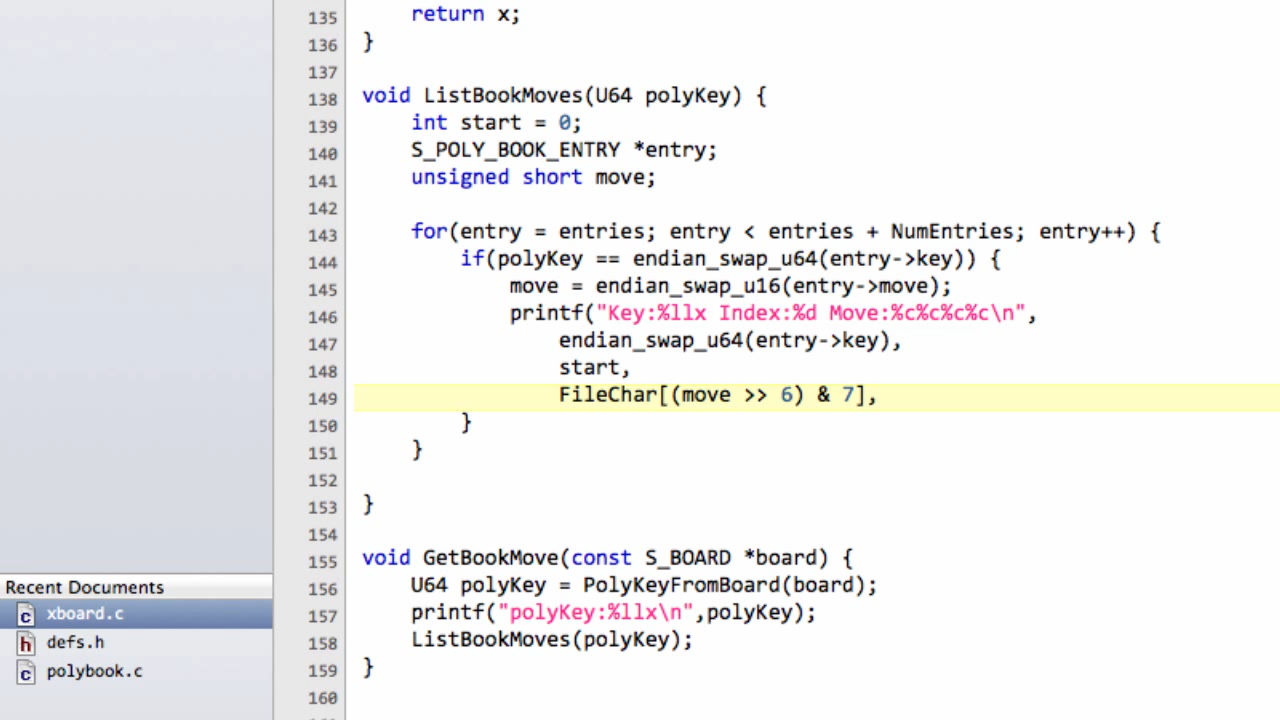 135 return x;
136 }
137
138 void ListBookMoves(U64 polyKey) {
139 int start = 0;
140 S_POLY_BOOK_ENTRY *entry;
141 unsigned short move;
142
143 for(entry = entries; entry < entries + NumEntries; entry++) {
144 if(polyKey == endian_swap_u64(entry->key)) {
145 move = endian_swap_u16(entry->move);
146 printf("Key:%llx Index:%d Move:%c%c%c%c\n",
147 endian_swap_u64(entry->key),
148 start,
149 FileChar[(move >> 6) & 7],
150 }
151 }
152
153 }
154
155 void GetBookMove(const S_BOARD *board) {
156 U64 polyKey = PolyKeyFromBoard(board);
157 printf("polyKey:%llx\n",polyKey);
158 ListBookMoves(polyKey);
159 }
160
Recent Documents
xboard.c
defs.h
polybook.c